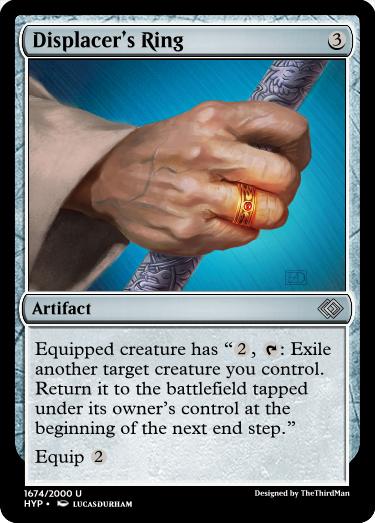 Displacer's Ring 3
Artifact
Equipped creature has “2, T: Exile
another target creature you control.
Return it to the battlefield tapped
under its owner's control at the
beginning of the next end step.”
Equip 2
1674/2000 U
Designed by TheThirdMan
HYP • LUCASDURHAM